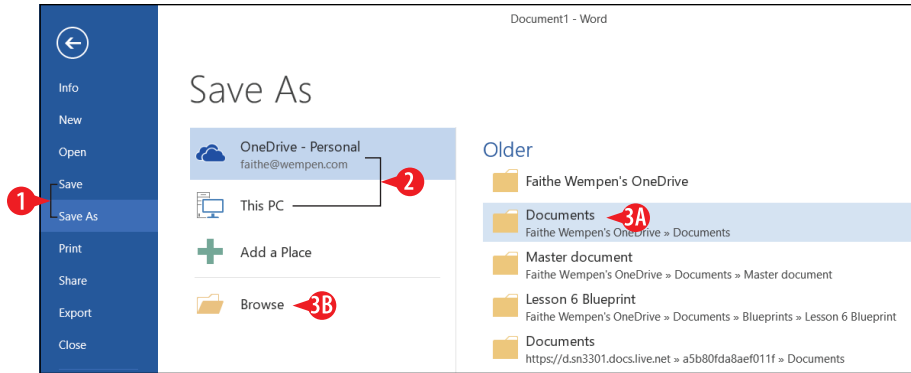 Document1 - Word
Info
New
Open
Save
Save As
Print
Share
Export
Close
1
Save As
OneDrive - Personal
faithe@wempen.com
2
This PC
Add a Place
Browse
3B
Older
Faithe Wempen's OneDrive
Documents
3A
Faithe Wempen's OneDrive » Documents
Master document
Faithe Wempen's OneDrive » Documents » Master document
Lesson 6 Blueprint
Faithe Wempen's OneDrive » Documents » Blueprints » Lesson 6 Blueprint
Documents
https://d.sn3301.docs.live.net » a5b80fda8aef011f » Documents